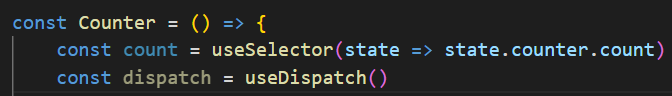 const Counter = () => {
    const count = useSelector(state => state.counter.count)
    const dispatch = useDispatch()